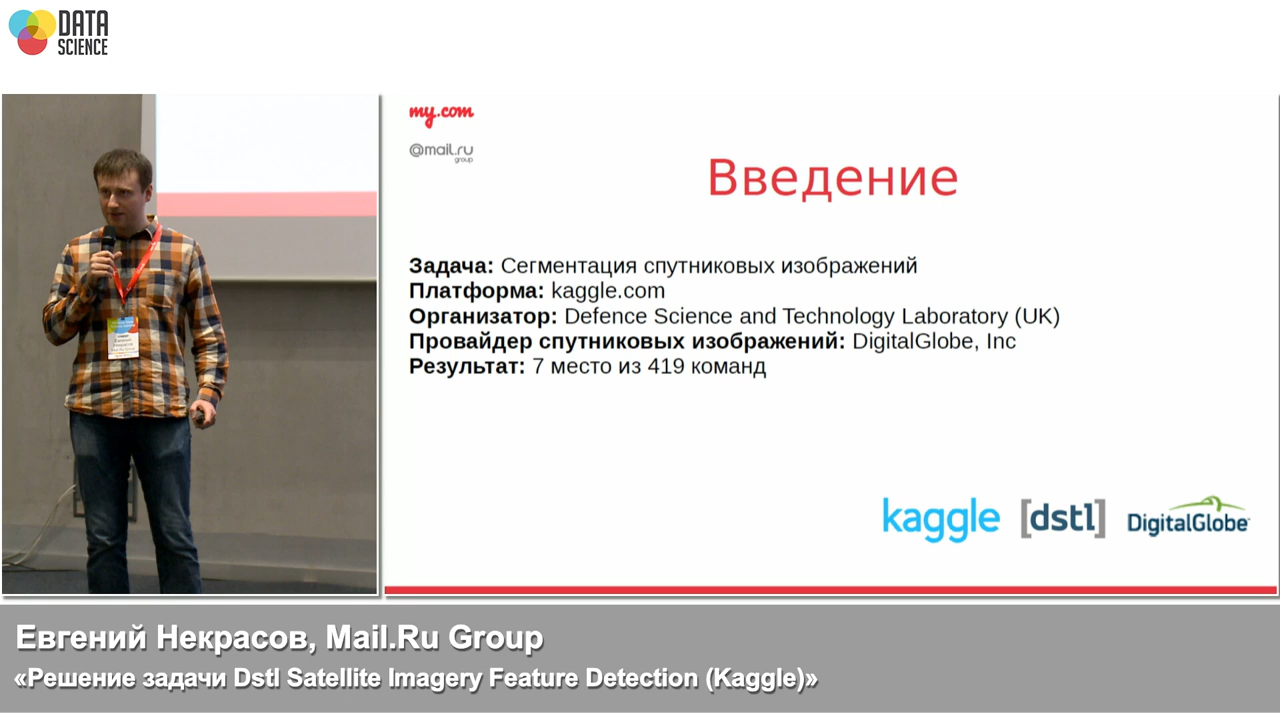 DATA
SCIENCE
my.com
@mail.ru
group
Введение
Задача: Сегментация спутниковых изображений
Платформа: kaggle.com
Организатор: Defence Science and Technology Laboratory (UK)
Провайдер спутниковых изображений: DigitalGlobe, Inc
Результат: 7 место из 419 команд
kaggle
[dstl]
DigitalGlobe
Евгений Некрасов, Mail.Ru Group
«Решение задачи Dstl Satellite Imagery Feature Detection (Kaggle)»